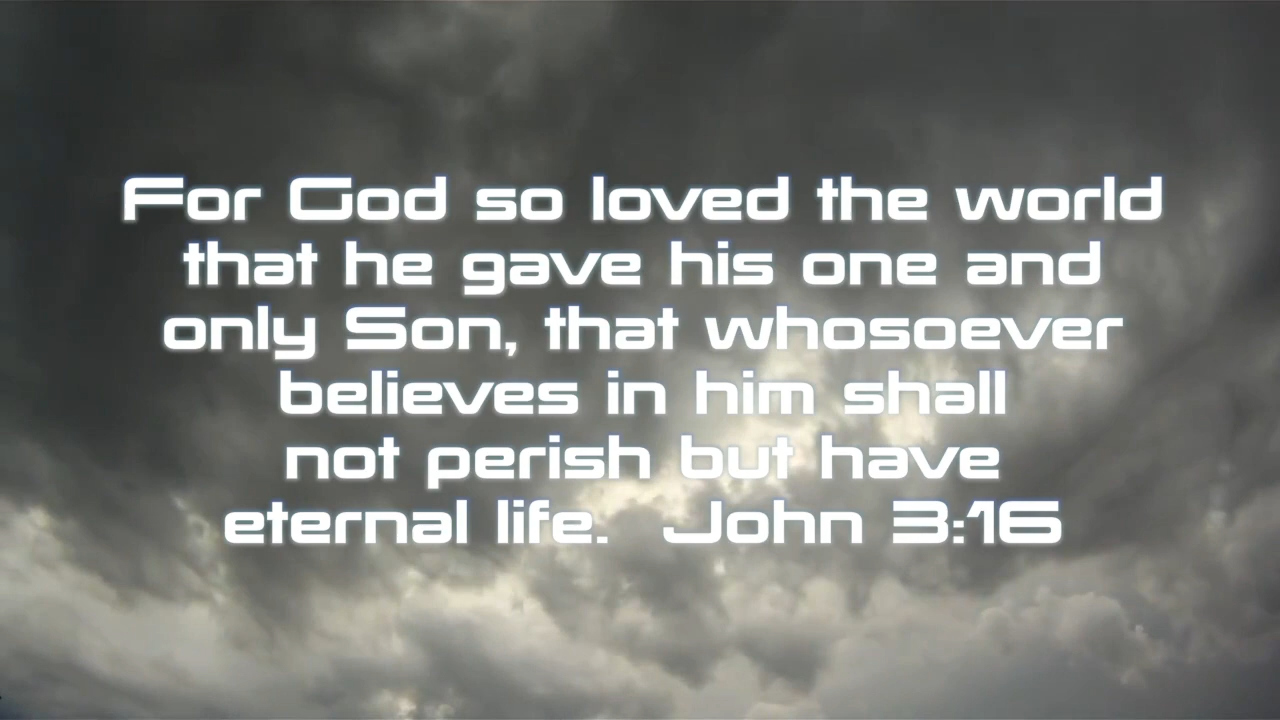 For God so loved the world
that he gave his one and
only Son, that whosoever
believes in him shall
not perish but have
eternal life.  John 3:16